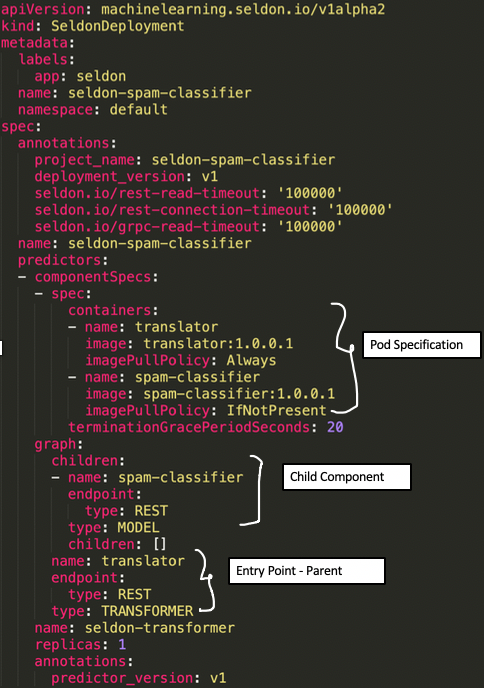 apiVersion: machinelearning.seldon.io/v1alpha2
kind: SeldonDeployment
metadata:
  labels:
    app: seldon
  name: seldon-spam-classifier
  namespace: default
spec:
  annotations:
    project_name: seldon-spam-classifier
    deployment_version: v1
    seldon.io/rest-read-timeout: '100000'
    seldon.io/rest-connection-timeout: '100000'
    seldon.io/grpc-read-timeout: '100000'
  name: seldon-spam-classifier
  predictors:
  - componentSpecs:
    - spec:
        containers:
        - name: translator
          image: translator:1.0.0.1
          imagePullPolicy: Always
        - name: spam-classifier
          image: spam-classifier:1.0.0.1
          imagePullPolicy: IfNotPresent
        terminationGracePeriodSeconds: 20
Pod Specification
    graph:
      children:
      - name: spam-classifier
        endpoint:
          type: REST
        type: MODEL
        children: []
Child Component
      name: translator
      endpoint:
        type: REST
      type: TRANSFORMER
Entry Point - Parent
    name: seldon-transformer
    replicas: 1
    annotations:
      predictor_version: v1